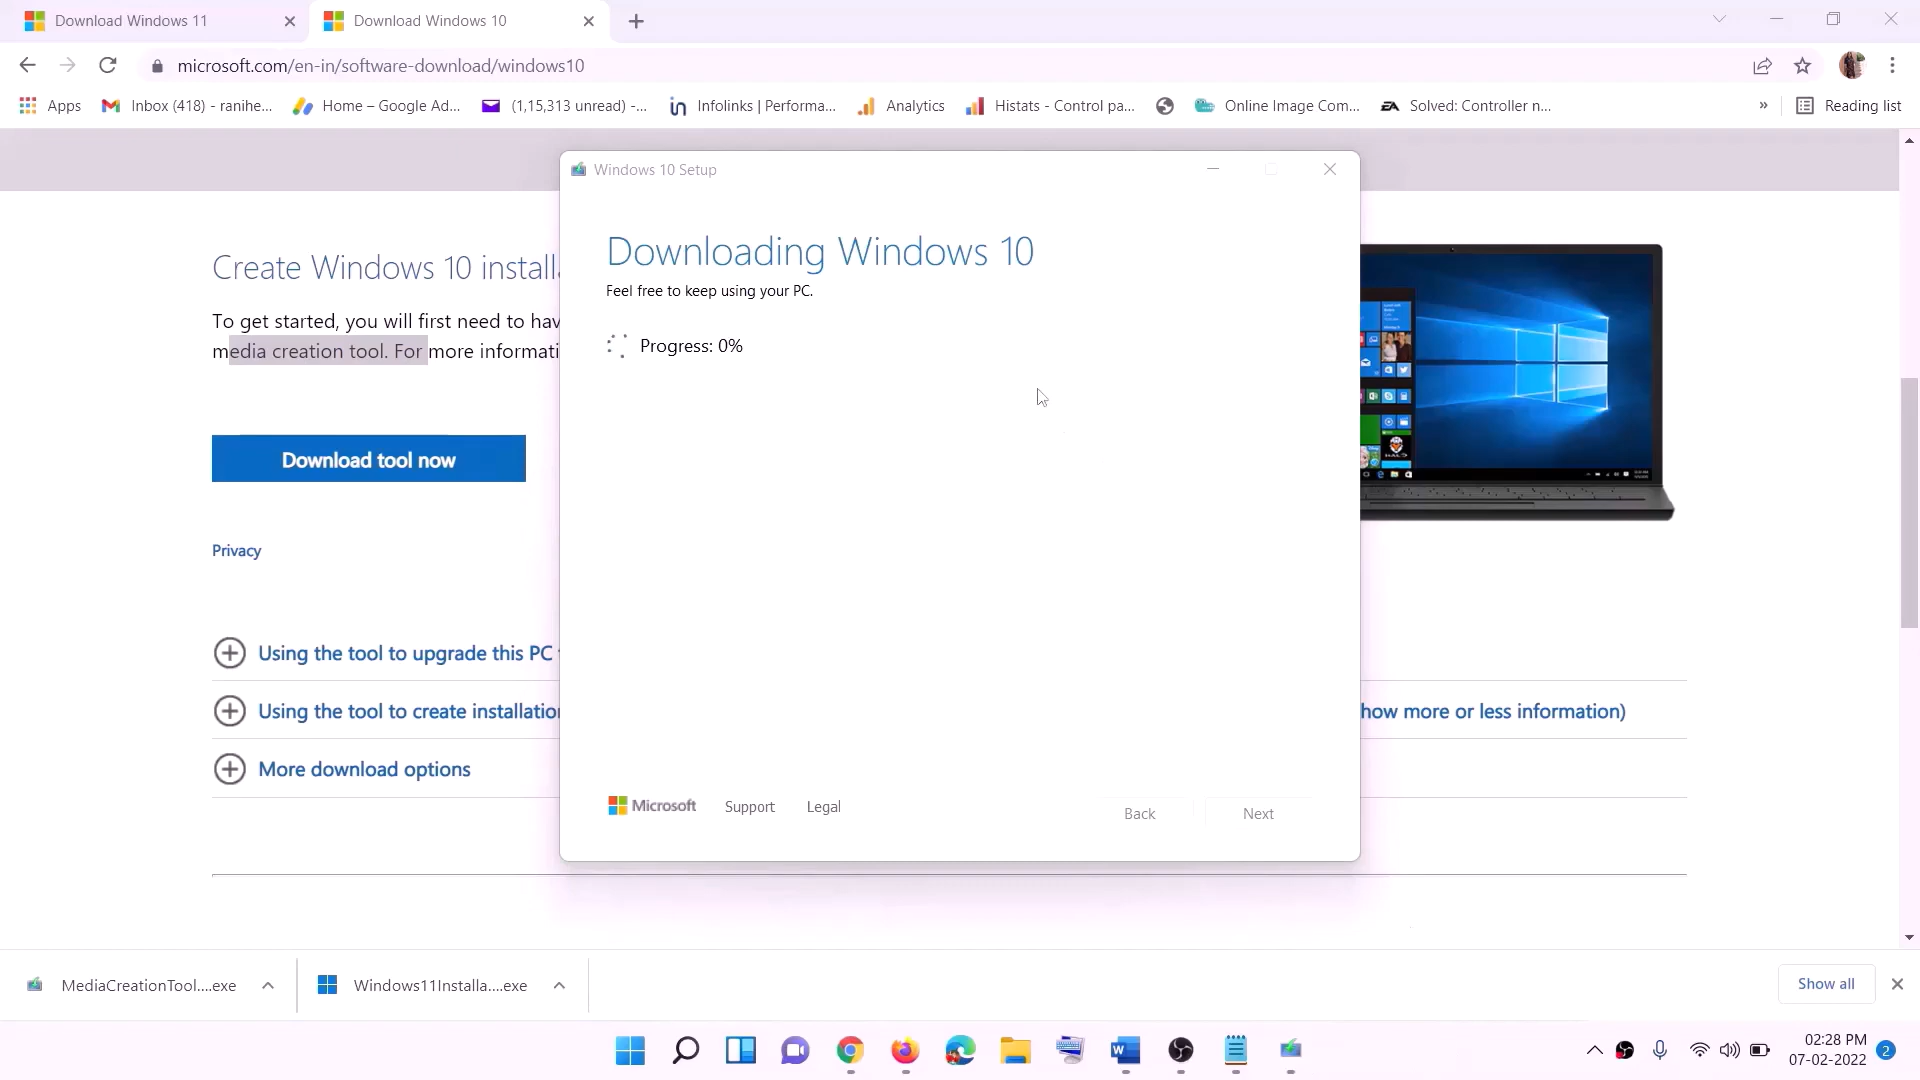 Download Windows 11
Download Windows 10
microsoft.com/en-in/software-download/windows10
Apps
Inbox (418) - ranihe...
Home – Google Ad...
(1,15,313 unread) -...
Infolinks | Performa...
Analytics
Histats - Control pa...
Online Image Com...
Solved: Controller n...
»
Reading list
Windows 10 Setup
Downloading Windows 10
Feel free to keep using your PC.
Progress: 0%
Create Windows 10 installa
To get started, you will first need to hav
media creation tool. For more informati
Download tool now
Privacy
Using the tool to upgrade this PC
Using the tool to create installation
how more or less information)
More download options
Microsoft
Support
Legal
Back
Next
MediaCreationTool....exe
Windows11Installa....exe
Show all
02:28 PM
07-02-2022
2